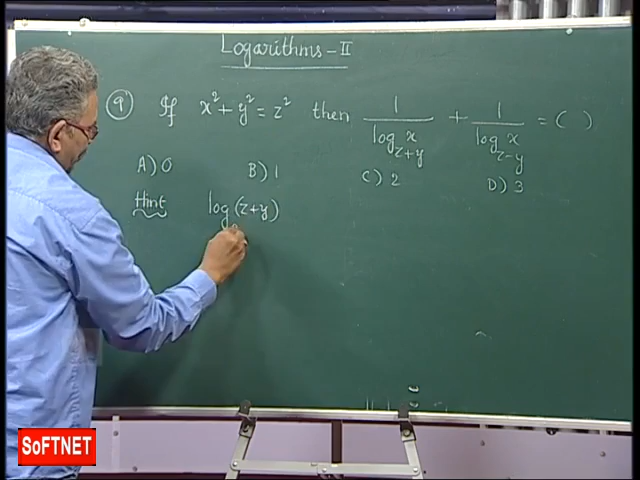 Logarithms - II
9 If x² + y² = z² then 1/log_{z+y} x + 1/log_{z-y} x = ( )
A) 0 B) 1 C) 2 D) 3
Hint log (z+y)
SoFTNET